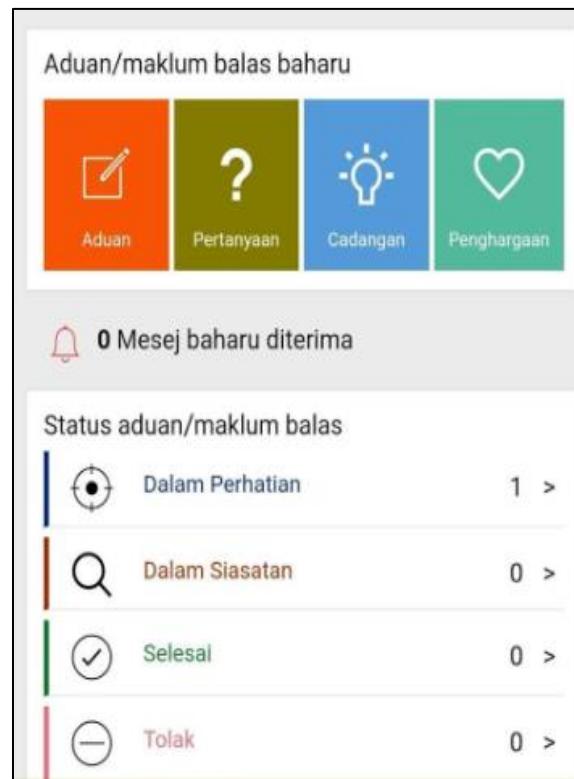 Aduan/maklum balas baharu
?
Aduan Pertanyaan Cadangan Penghargaan
0 Mesej baharu diterima
Status aduan/maklum balas
Dalam Perhatian 1 >
Dalam Siasatan 0 >
Selesai 0 >
Tolak 0 >